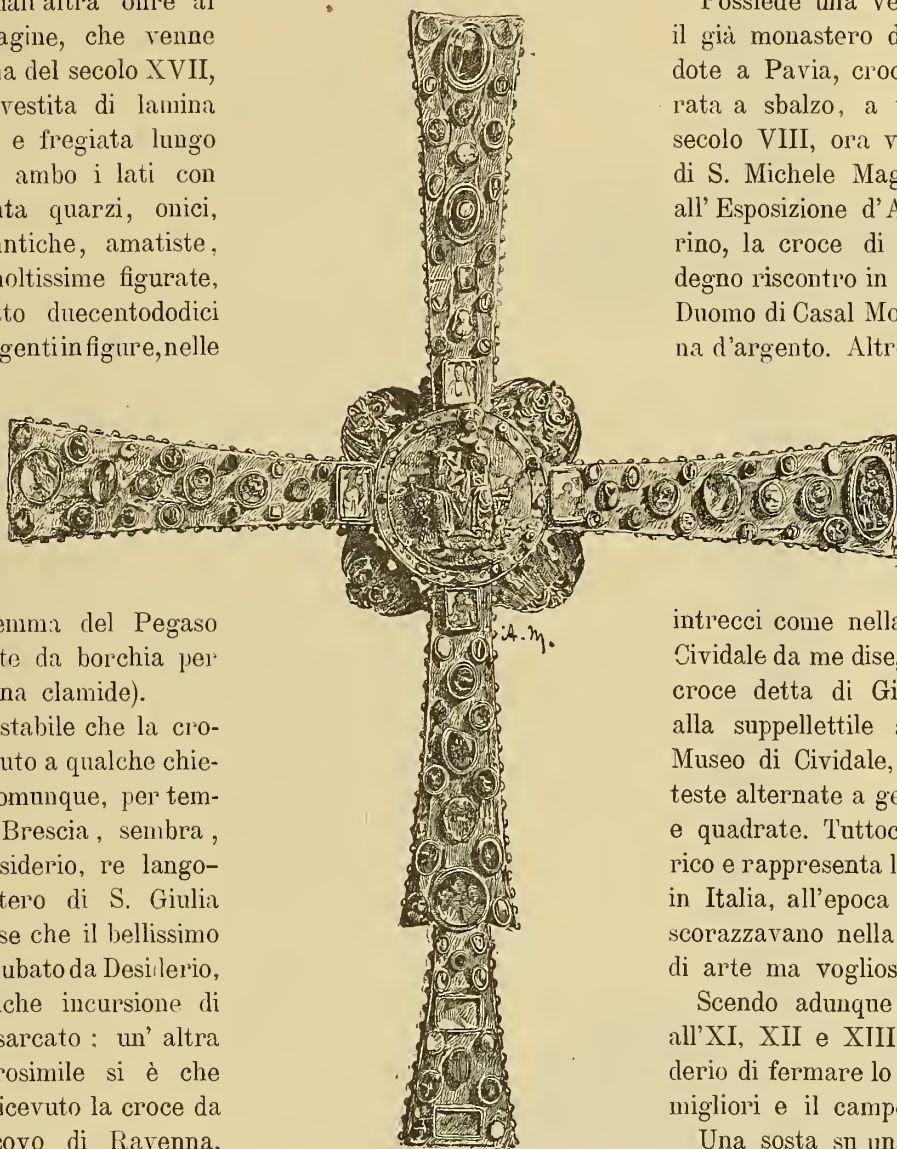 altra oltre al
agine, che venne
a del secolo XVII,
vestita di lamina
e fregiata lungo
ambo i lati con
nta quarzi, onici,
antiche, amatiste,
moltissime figurate,
tto duecentododici
genti in figure, nelle
emma del Pegaso
te da borchia per
na clamide).
stabile che la cro-
uto a qualche chie-
omunque, per tem-
Brescia, sembra,
siderio, re lango-
tero di S. Giulia
se che il bellissimo
ubato da Desiderio,
che incursione di
sarcato: un' altra
rosimile si è che
icevuto la croce da
covo di Ravenna.
A. M.
Possiede una ve
il già monastero d
dote a Pavia, croc
rata a sbalzo, a
secolo VIII, ora v
di S. Michele Mag
all' Esposizione d'A
rino, la croce di
degno riscontro in
Duomo di Casal Mo
na d'argento. Altr
intrecci come nella
Cividale da me dise
croce detta di Gi
alla suppellettile
Museo di Cividale,
teste alternate a ge
e quadrate. Tuttoc
rico e rappresenta l
in Italia, all'epoca
scorazzavano nella
di arte ma voglios
Scendo adunque
all'XI, XII e XIII
derio di fermare lo
migliori e il camp
Una sosta su un